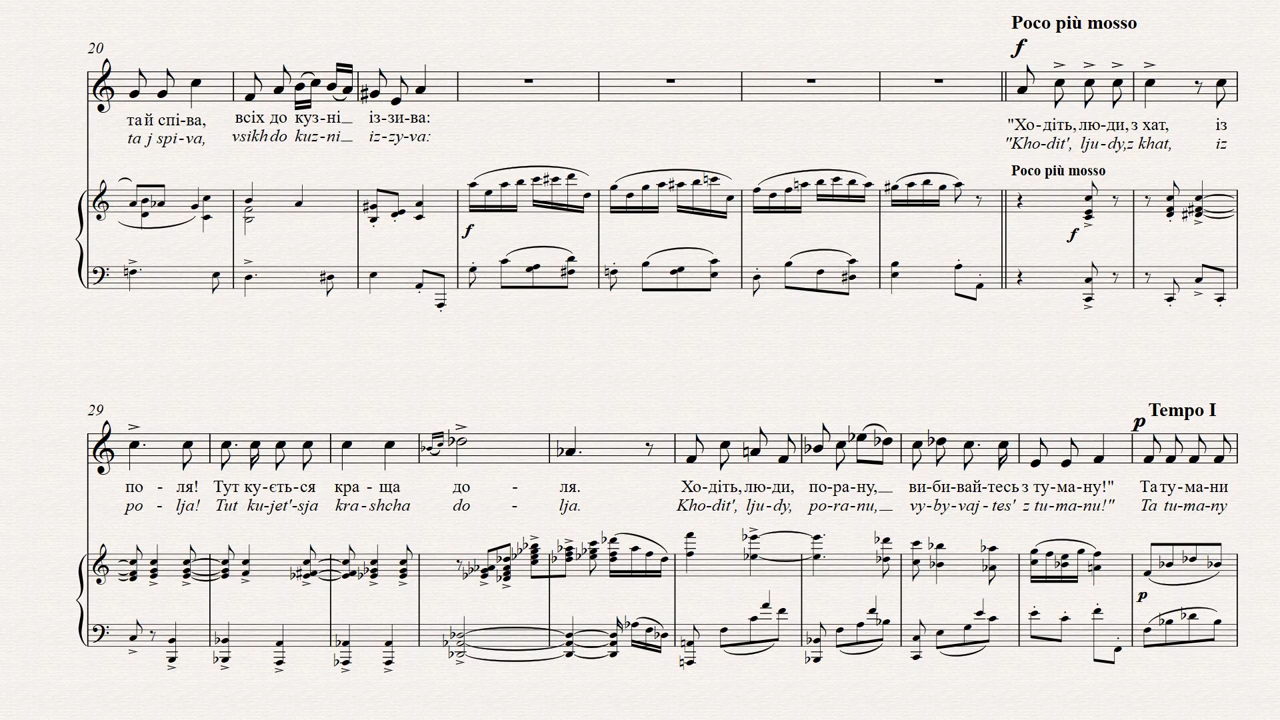 Poco più mosso
f
20
та й спі-ва, всіх до куз-ні_ із-зи-ва: "Хо-діть, лю-ди, з хат, із
ta j spi-va, vsikh do kuz-ni_ iz-zy-va: "Kho-dit', lju-dy, z khat, iz
Poco più mosso
f f
29 p Tempo I
по - ля! Тут ку-єть-ся кра-ща до - ля. Хо-діть, лю-ди, по-ра-ну,_ ви-би-вай-тесь з ту-ма-ну!" Та ту-ма-ни
po - lja! Tut ku-jet'-sja kra-shcha do - lja. Kho-dit', lju-dy, po-ra-nu,_ vy-by-vaj-tes' z tu-ma-nu!" Ta tu-ma-ny
p